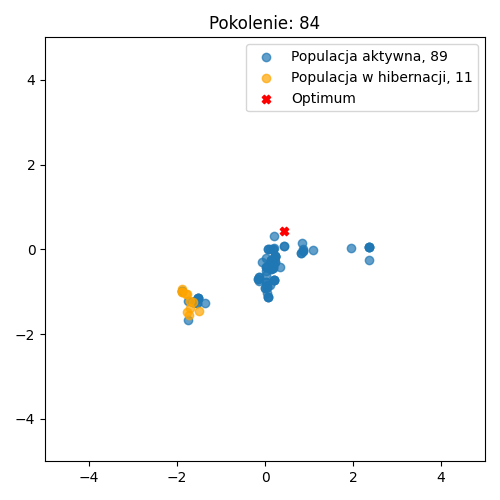 Pokolenie: 84
Populacja aktywna, 89
Populacja w hibernacji, 11
Optimum
4
2
0
−2
−4
−4 −2 0 2 4